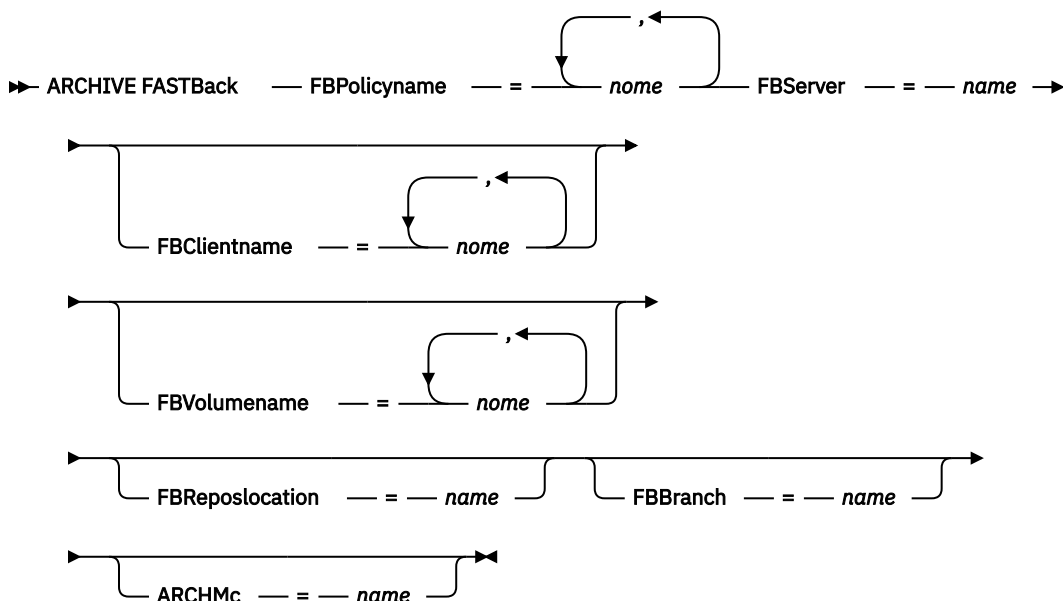 ,
ARCHIVE FASTBack — FBPolicyname — = — nome — FBServer — = — name
,
FBClientname — = — nome
,
FBVolumename — = — nome
FBReposlocation — = — name FBBranch — = — name
ARCHMc — = — name